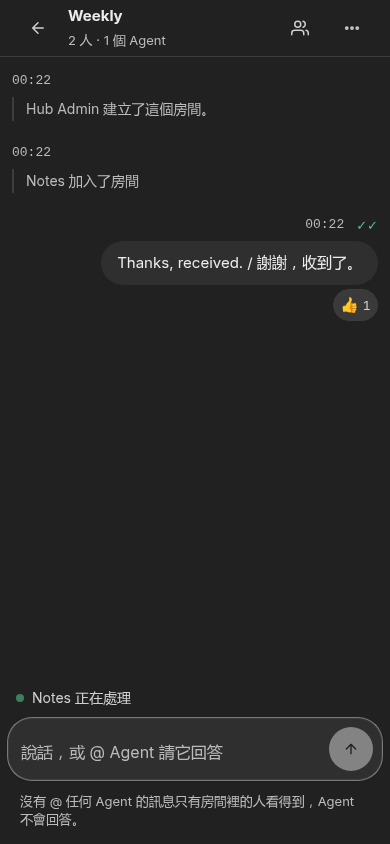 Weekly
2 人 · 1 個 Agent
00:22
Hub Admin 建立了這個房間。
00:22
Notes 加入了房間
00:22 ✓✓
Thanks, received. / 謝謝，收到了。
👍 1
Notes 正在處理
說話，或 @ Agent 請它回答
沒有 @ 任何 Agent 的訊息只有房間裡的人看得到，Agent
不會回答。